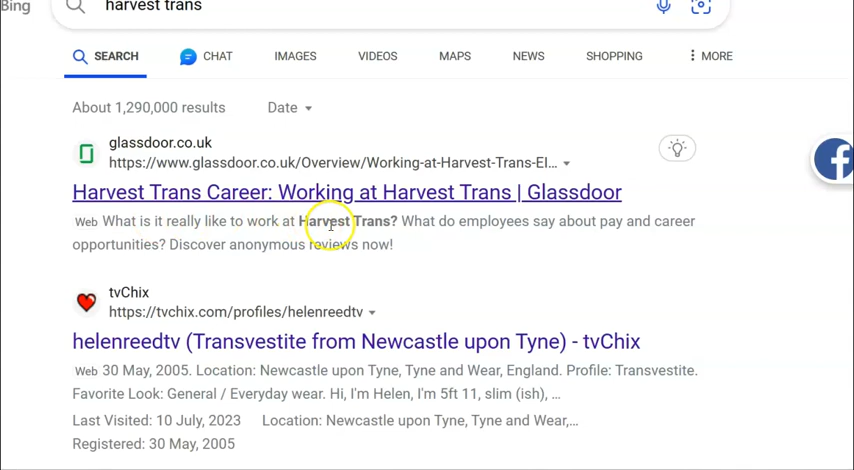 Bing
harvest trans
SEARCH CHAT IMAGES VIDEOS MAPS NEWS SHOPPING MORE
About 1,290,000 results Date
glassdoor.co.uk
https://www.glassdoor.co.uk/Overview/Working-at-Harvest-Trans-EI...
Harvest Trans Career: Working at Harvest Trans | Glassdoor
Web What is it really like to work at Harvest Trans? What do employees say about pay and career
opportunities? Discover anonymous reviews now!
tvChix
https://tvchix.com/profiles/helenreedtv
helenreedtv (Transvestite from Newcastle upon Tyne) - tvChix
Web 30 May, 2005. Location: Newcastle upon Tyne, Tyne and Wear, England. Profile: Transvestite.
Favorite Look: General / Everyday wear. Hi, I'm Helen, I'm 5ft 11, slim (ish), ...
Last Visited: 10 July, 2023 Location: Newcastle upon Tyne, Tyne and Wear,...
Registered: 30 May, 2005